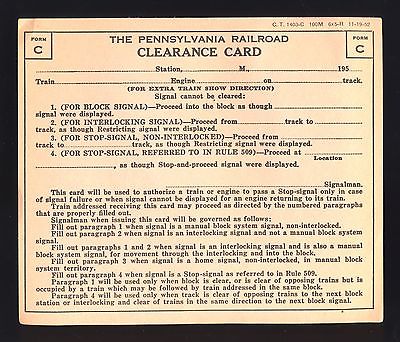 C. T. 1403-C 100M 6x5-H 11-19-52
FORM
C
THE PENNSYLVANIA RAILROAD
CLEARANCE CARD
FORM
C
Station, M., 195
Train Engine on track.
(FOR EXTRA TRAIN SHOW DIRECTION)
Signal cannot be cleared:
1. (FOR BLOCK SIGNAL)—Proceed into the block as though
signal were displayed.
2. (FOR INTERLOCKING SIGNAL)—Proceed from track to
track, as though Restricting signal were displayed.
3. (FOR STOP-SIGNAL, NON-INTERLOCKED)—Proceed from
track to track, as though Restricting signal were displayed.
4. (FOR STOP-SIGNAL, REFERRED TO IN RULE 509)—Proceed at
Location
, as though Stop-and-proceed signal were displayed.
Signalman.
This card will be used to authorize a train or engine to pass a Stop-signal only in case
of signal failure or when signal cannot be displayed for an engine returning to its train.
Train addressed receiving this card may proceed as directed by the numbered paragraphs
that are properly filled out.
Signalman when issuing this card will be governed as follows;
Fill out paragraph 1 when signal is a manual block system signal, non-interlocked.
Fill out paragraph 2 when signal is an interlocking signal and is not a manual block
system signal.
Fill out paragraphs 1 and 2 when signal is an interlocking signal and is also a manual
block system signal, for movement through the interlocking and into the block.
Fill out paragraph 3 when signal is a home signal, non-interlocked, in manual block
system territory.
Fill out paragraph 4 when signal is a Stop-signal as referred to in Rule 509.
Paragraph 1 will be used only when block is clear, or is clear of opposing trains but is
occupied by a train which may be followed by train addressed in the same direction.
Paragraph 4 will be used only when track is clear of opposing trains to the next block
station or interlocking and clear of trains in the same direction to the next block signal.